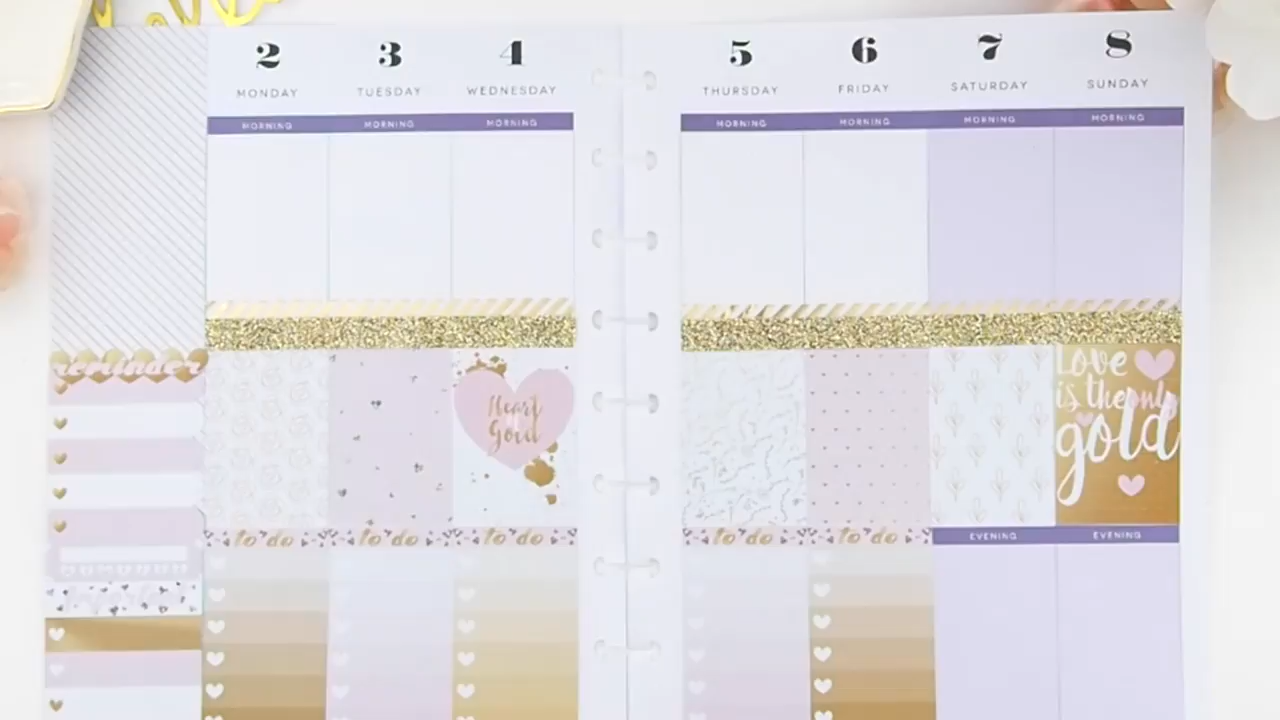 2 3 4 5 6 7 8
MONDAY TUESDAY WEDNESDAY THURSDAY FRIDAY SATURDAY SUNDAY
MORNING MORNING MORNING MORNING MORNING MORNING MORNING
reminder
Heart
Gold
Love
is the only
gold
to do to do to do to do to do
EVENING EVENING